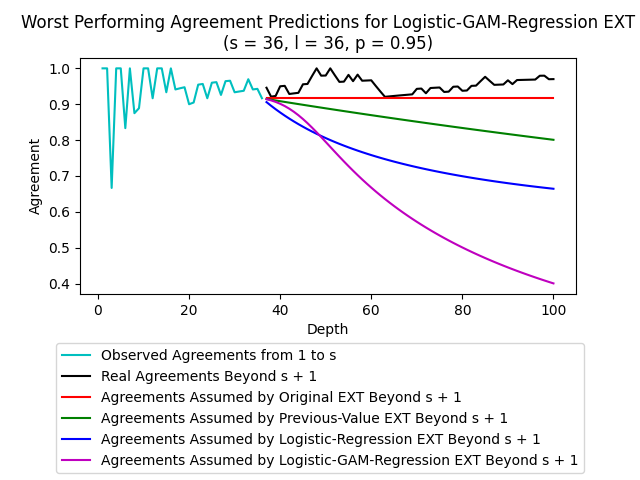 Worst Performing Agreement Predictions for Logistic-GAM-Regression EXT
(s = 36, l = 36, p = 0.95)
1.0
0.9
0.8
0.7
0.6
0.5
0.4
Agreement
0 20 40 60 80 100
Depth
Observed Agreements from 1 to s
Real Agreements Beyond s + 1
Agreements Assumed by Original EXT Beyond s + 1
Agreements Assumed by Previous-Value EXT Beyond s + 1
Agreements Assumed by Logistic-Regression EXT Beyond s + 1
Agreements Assumed by Logistic-GAM-Regression EXT Beyond s + 1